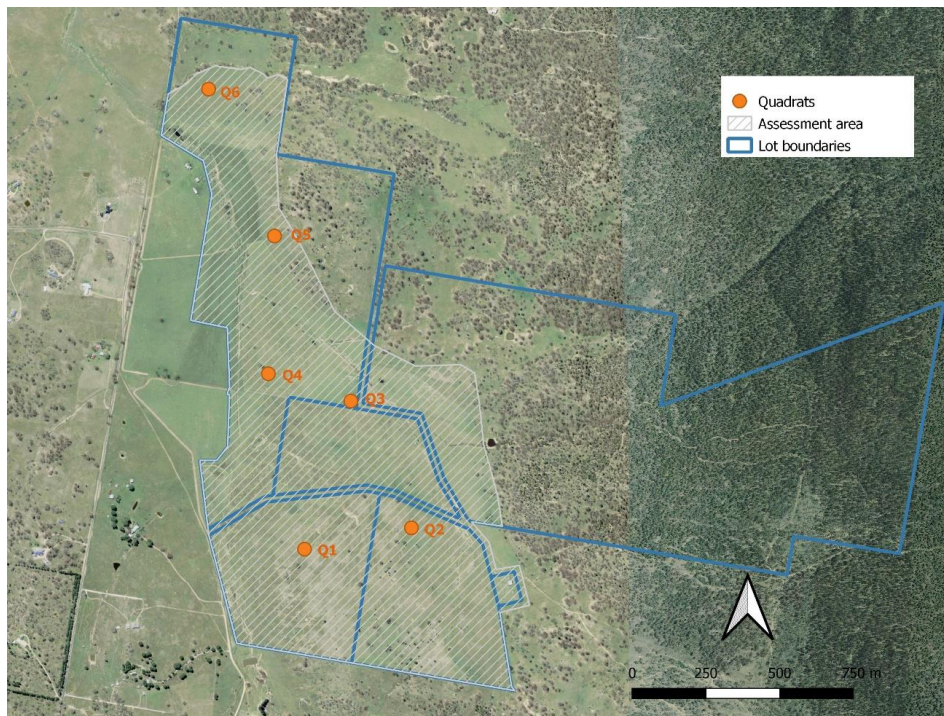 Q6
Quadrats
Assessment area
Lot boundaries
Q5
Q4
Q3
Q2
Q1
0 250 500 750 m